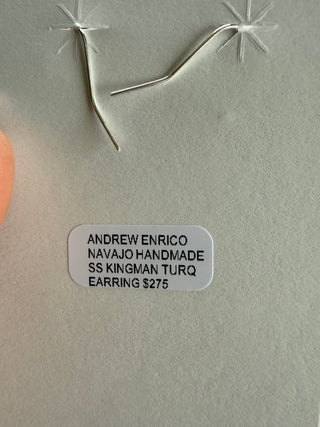 ANDREW ENRICO
NAVAJO HANDMADE
SS KINGMAN TURQ
EARRING $275